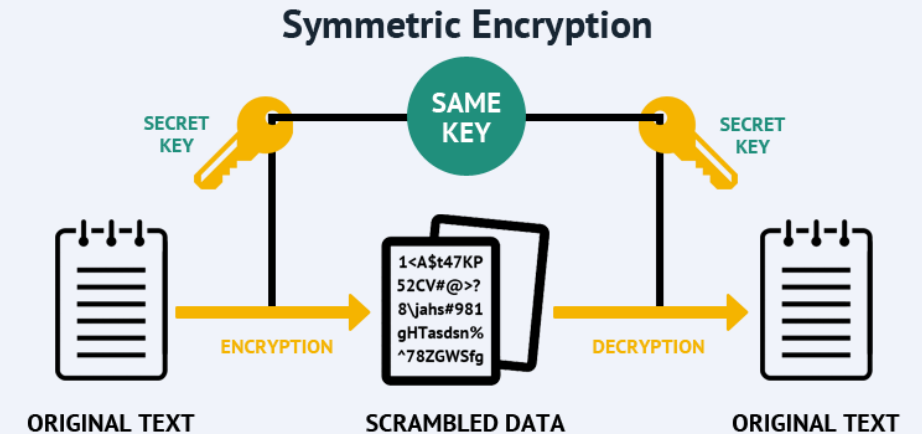 Symmetric Encryption
SAME
KEY
SECRET
KEY
SECRET
KEY
1<A$t47KP
52CV#@>?
8\jahs#981
gHTasdsn%
^78ZGWSfg
ENCRYPTION
DECRYPTION
ORIGINAL TEXT
SCRAMBLED DATA
ORIGINAL TEXT